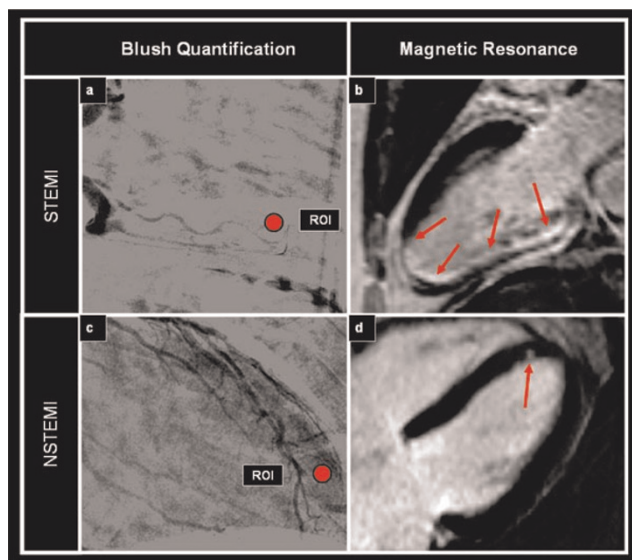 Blush Quantification
Magnetic Resonance
STEMI
a
ROI
b
NSTEMI
c
ROI
d